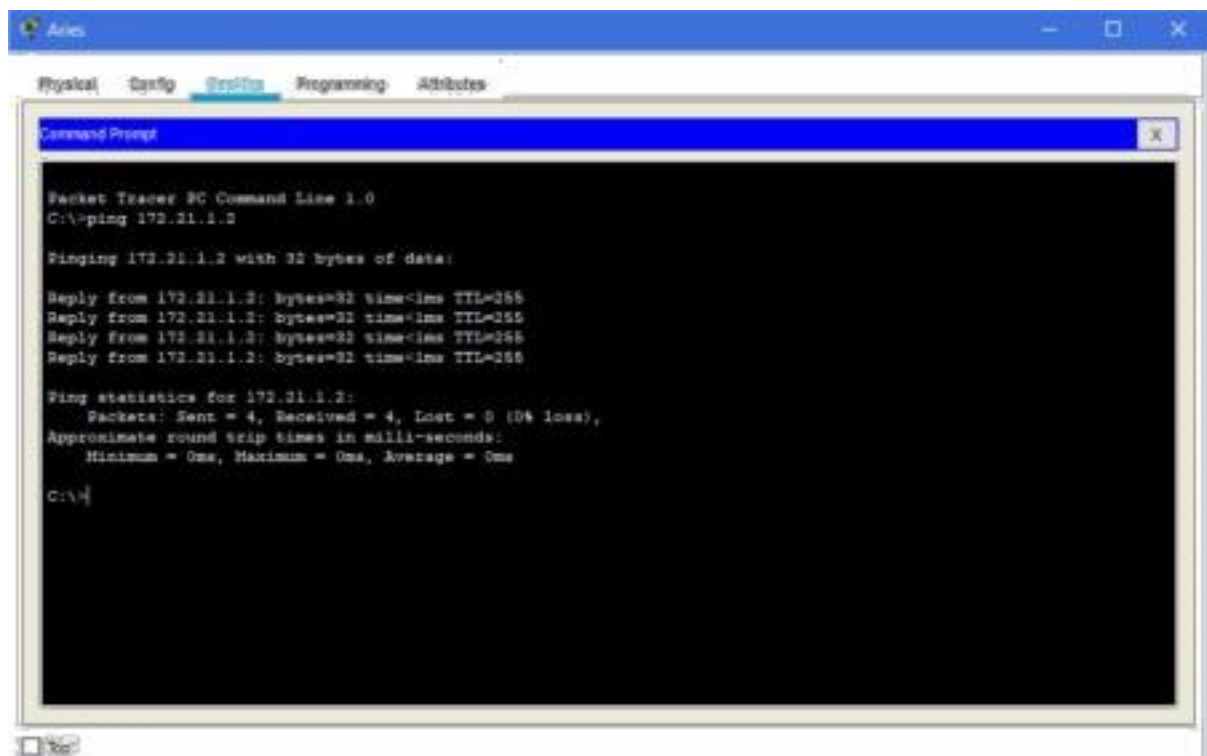 Aries
Physical Config Desktop Programming Attributes
Command Prompt X
Packet Tracer PC Command Line 1.0
C:\>ping 172.21.1.2
Pinging 172.21.1.2 with 32 bytes of data:
Reply from 172.21.1.2: bytes=32 time<1ms TTL=255
Reply from 172.21.1.2: bytes=32 time<1ms TTL=255
Reply from 172.21.1.2: bytes=32 time<1ms TTL=255
Reply from 172.21.1.2: bytes=32 time<1ms TTL=255
Ping statistics for 172.21.1.2:
Packets: Sent = 4, Received = 4, Lost = 0 (0% loss),
Approximate round trip times in milli-seconds:
Minimum = 0ms, Maximum = 0ms, Average = 0ms
C:\>
Top